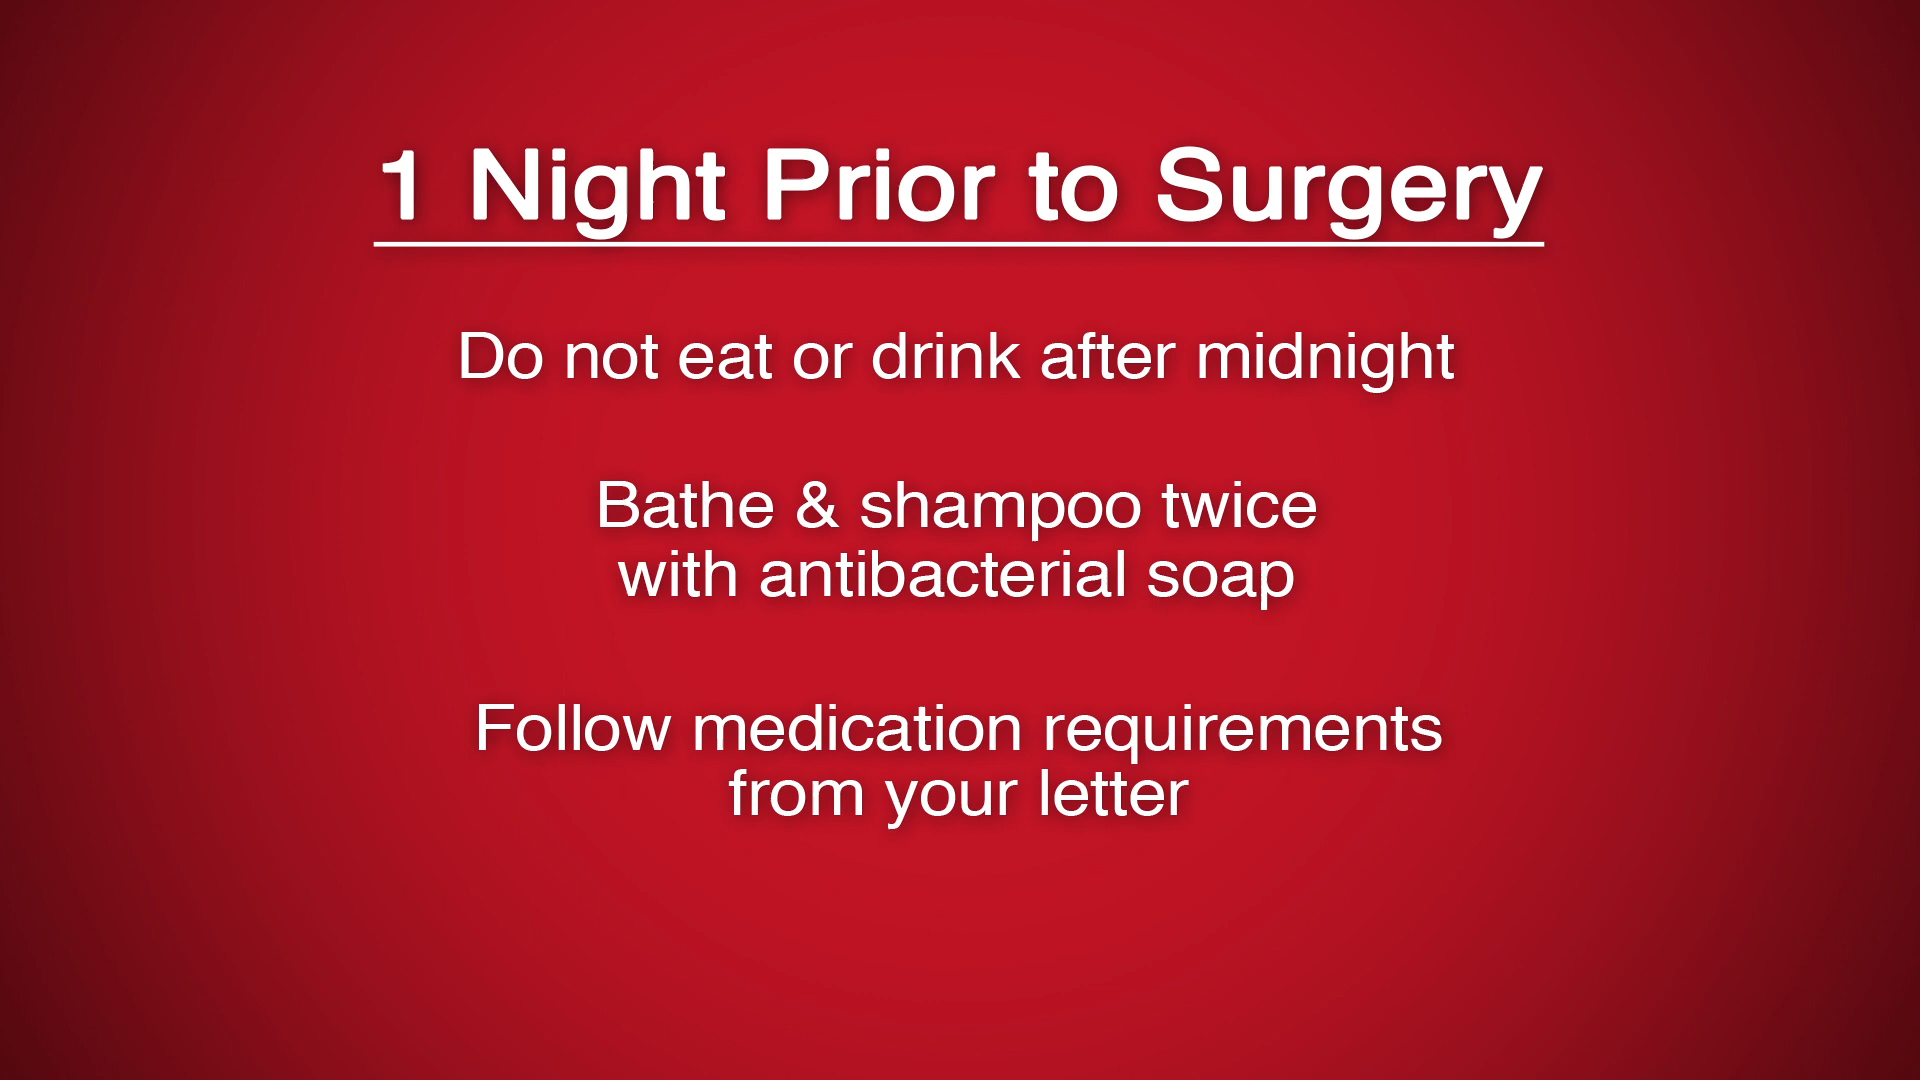 1 Night Prior to Surgery
Do not eat or drink after midnight
Bathe & shampoo twice
with antibacterial soap
Follow medication requirements
from your letter